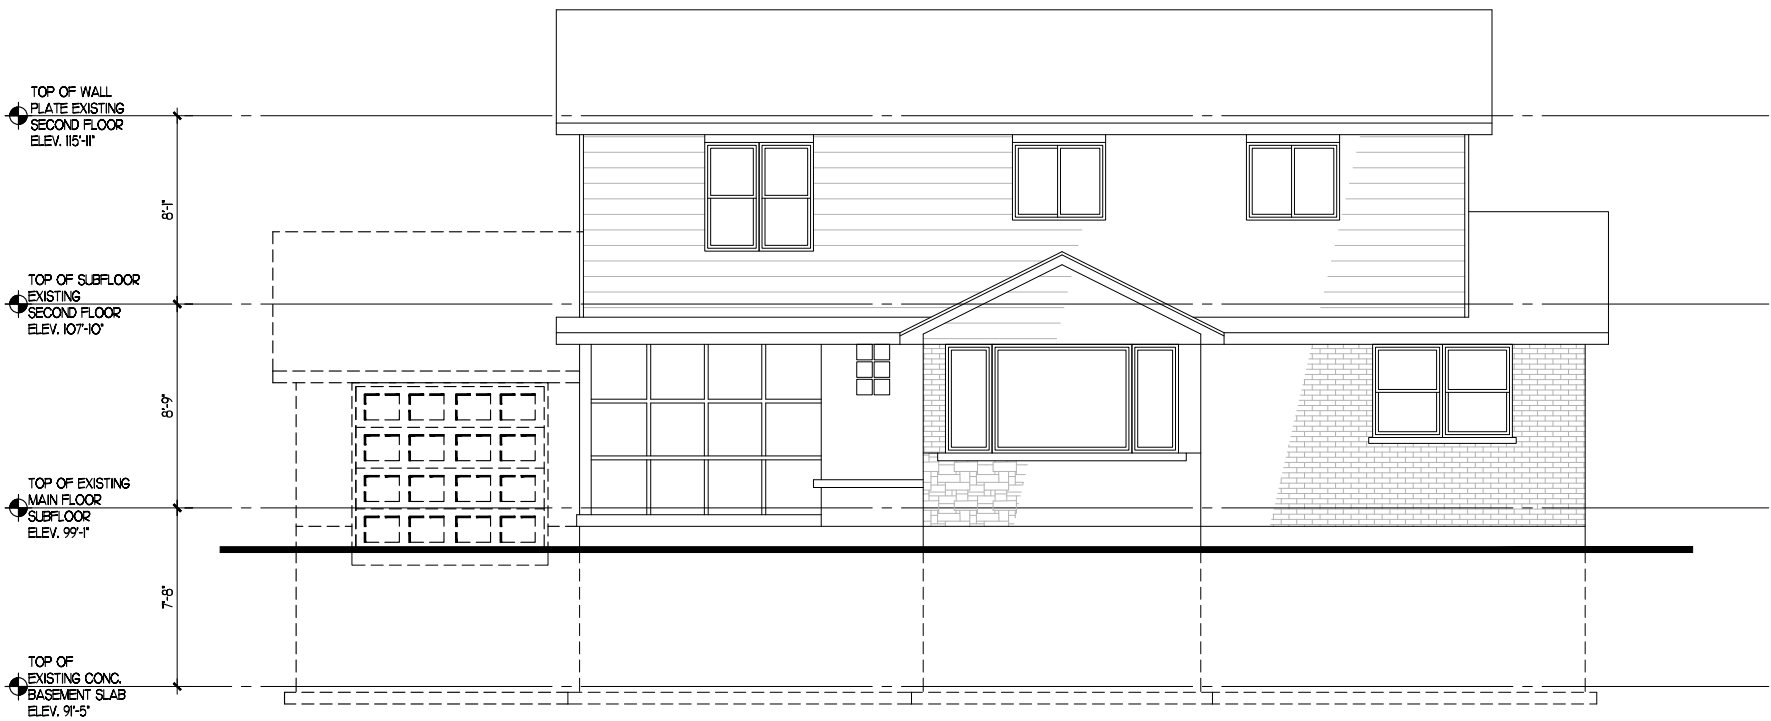 TOP OF WALL
PLATE EXISTING
SECOND FLOOR
ELEV. 115'-11"
8'-1"
TOP OF SUBFLOOR
EXISTING
SECOND FLOOR
ELEV. 107'-10"
8'-9"
TOP OF EXISTING
MAIN FLOOR
SUBFLOOR
ELEV. 99'-1"
7'-8"
TOP OF
EXISTING CONC.
BASEMENT SLAB
ELEV. 91'-5"